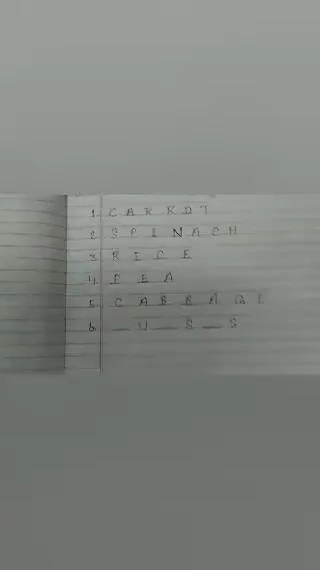 1. C A R R O T
2. S P I N A C H
3. R I C E
4. P E A
5. C A B B A G E
6. _ U _ S _ S